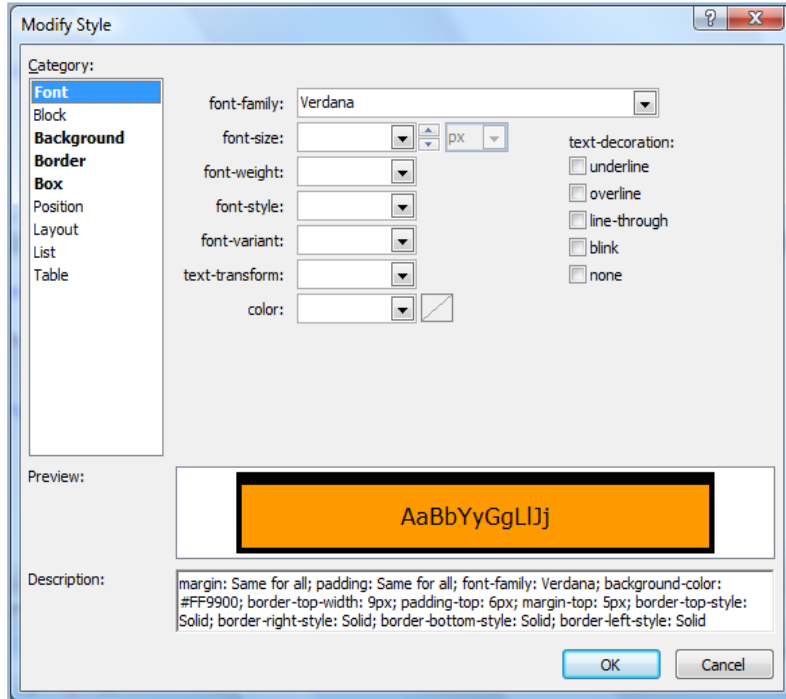 Modify Style
Category:
Font
Block
Background
Border
Box
Position
Layout
List
Table
font-family: Verdana
font-size: px
font-weight:
font-style:
font-variant:
text-transform:
color:
text-decoration:
underline
overline
line-through
blink
none
Preview:
AaBbYyGgLlJj
Description:
margin: Same for all; padding: Same for all; font-family: Verdana; background-color:
#FF9900; border-top-width: 9px; padding-top: 6px; margin-top: 5px; border-top-style:
Solid; border-right-style: Solid; border-bottom-style: Solid; border-left-style: Solid
OK Cancel